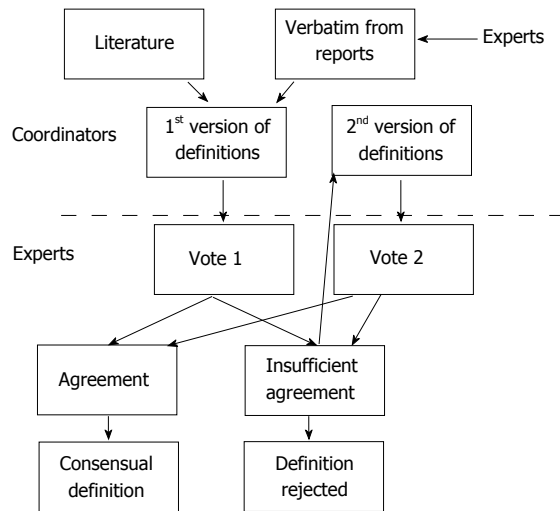 Literature
Verbatim from
reports
Experts
Coordinators
1st version of
definitions
2nd version of
definitions
Experts
Vote 1
Vote 2
Agreement
Insufficient
agreement
Consensual
definition
Definition
rejected